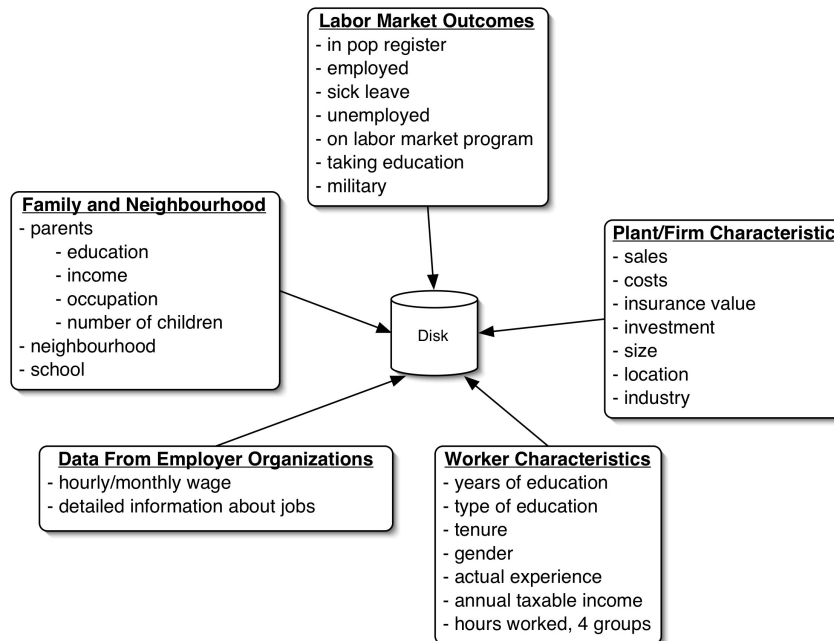 Labor Market Outcomes
- in pop register
- employed
- sick leave
- unemployed
- on labor market program
- taking education
- military
Family and Neighbourhood
- parents
- education
- income
- occupation
- number of children
- neighbourhood
- school
Plant/Firm Characteristic
- sales
- costs
- insurance value
- investment
- size
- location
- industry
Disk
Data From Employer Organizations
- hourly/monthly wage
- detailed information about jobs
Worker Characteristics
- years of education
- type of education
- tenure
- gender
- actual experience
- annual taxable income
- hours worked, 4 groups